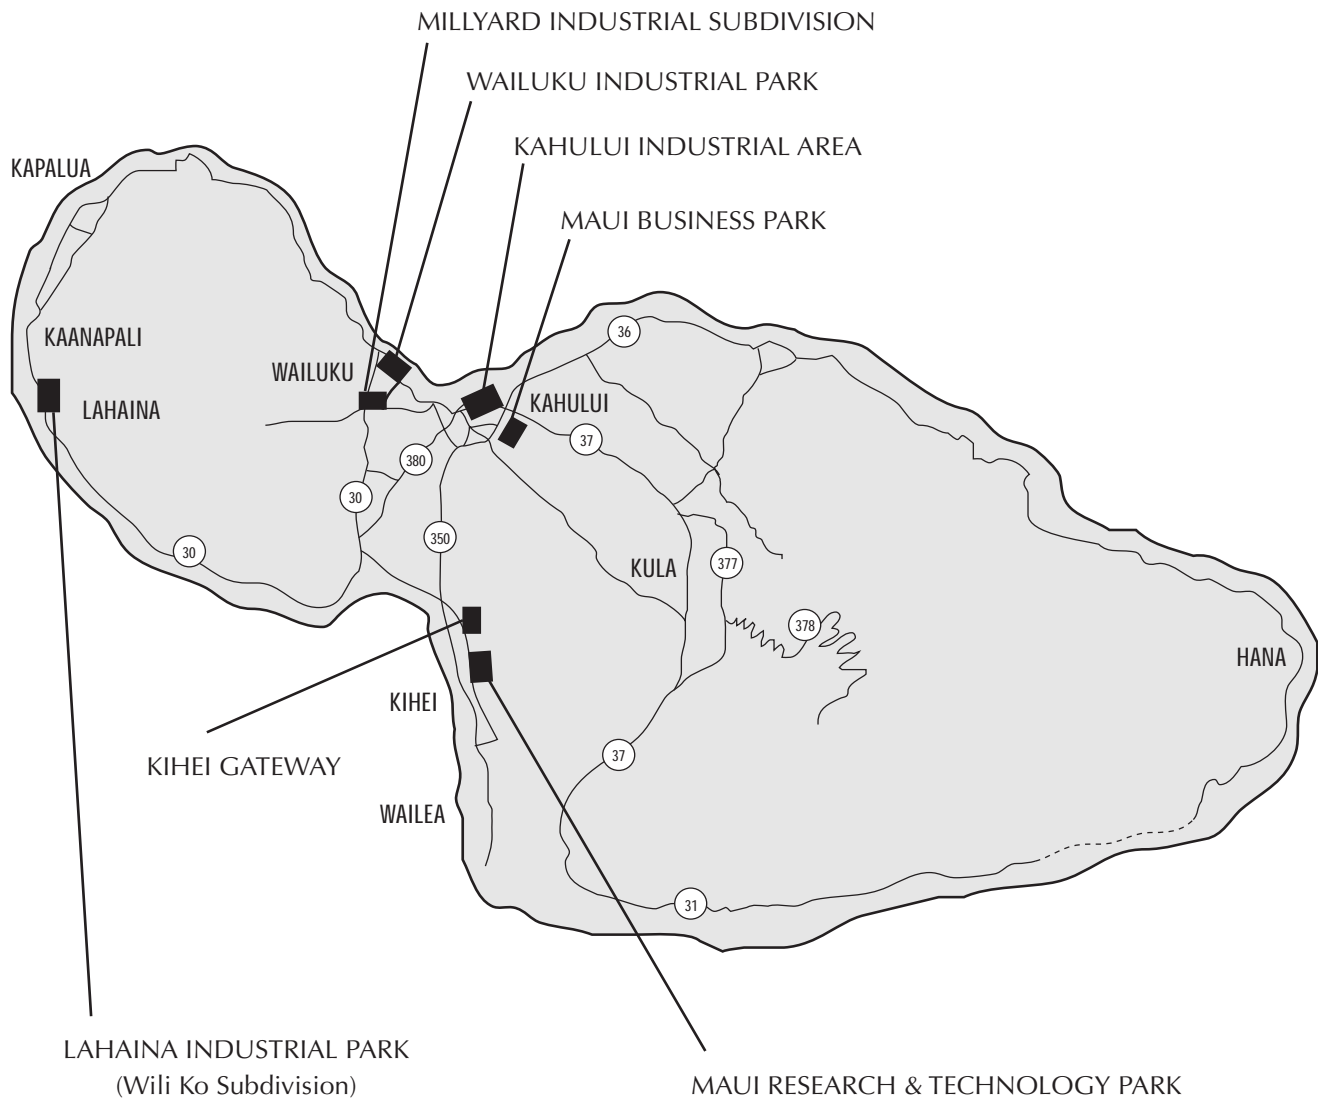 MILLYARD INDUSTRIAL SUBDIVISION
WAILUKU INDUSTRIAL PARK
KAHULUI INDUSTRIAL AREA
KAPALUA
MAUI BUSINESS PARK
36
KAANAPALI
WAILUKU
LAHAINA
KAHULUI
37
380
30
350
30
KULA
377
378
HANA
KIHEI
37
KIHEI GATEWAY
WAILEA
31
LAHAINA INDUSTRIAL PARK
(Wili Ko Subdivision)
MAUI RESEARCH & TECHNOLOGY PARK